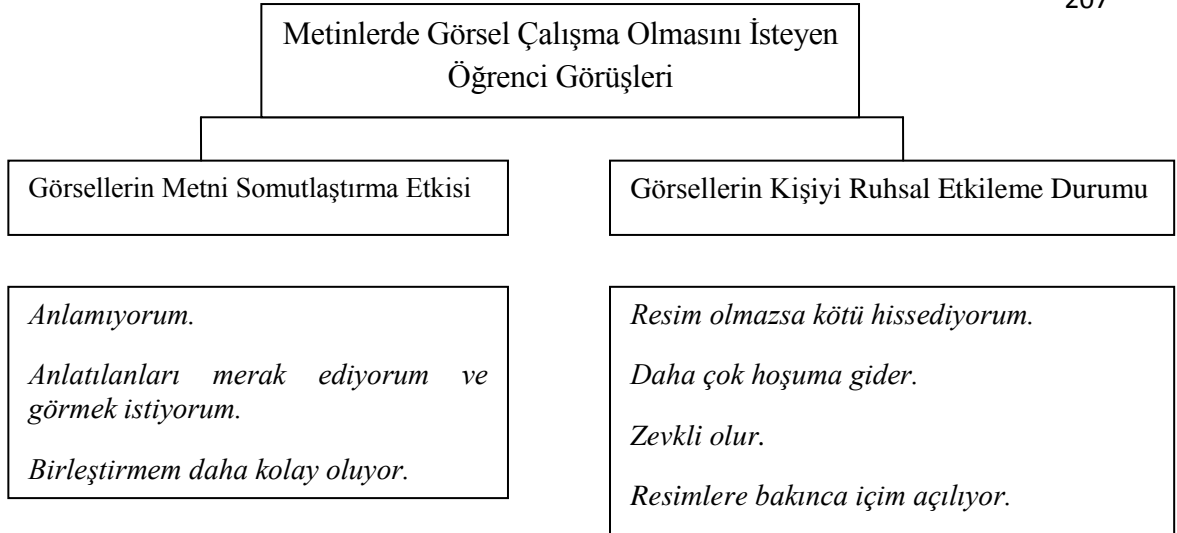 207
Metinlerde Görsel Çalışma Olmasını İsteyen
Öğrenci Görüşleri
Görsellerin Metni Somutlaştırma Etkisi
Görsellerin Kişiyi Ruhsal Etkileme Durumu
Anlamıyorum.
Anlatılanları merak ediyorum ve
görmek istiyorum.
Birleştirmem daha kolay oluyor.
Resim olmazsa kötü hissediyorum.
Daha çok hoşuma gider.
Zevkli olur.
Resimlere bakınca içim açılıyor.